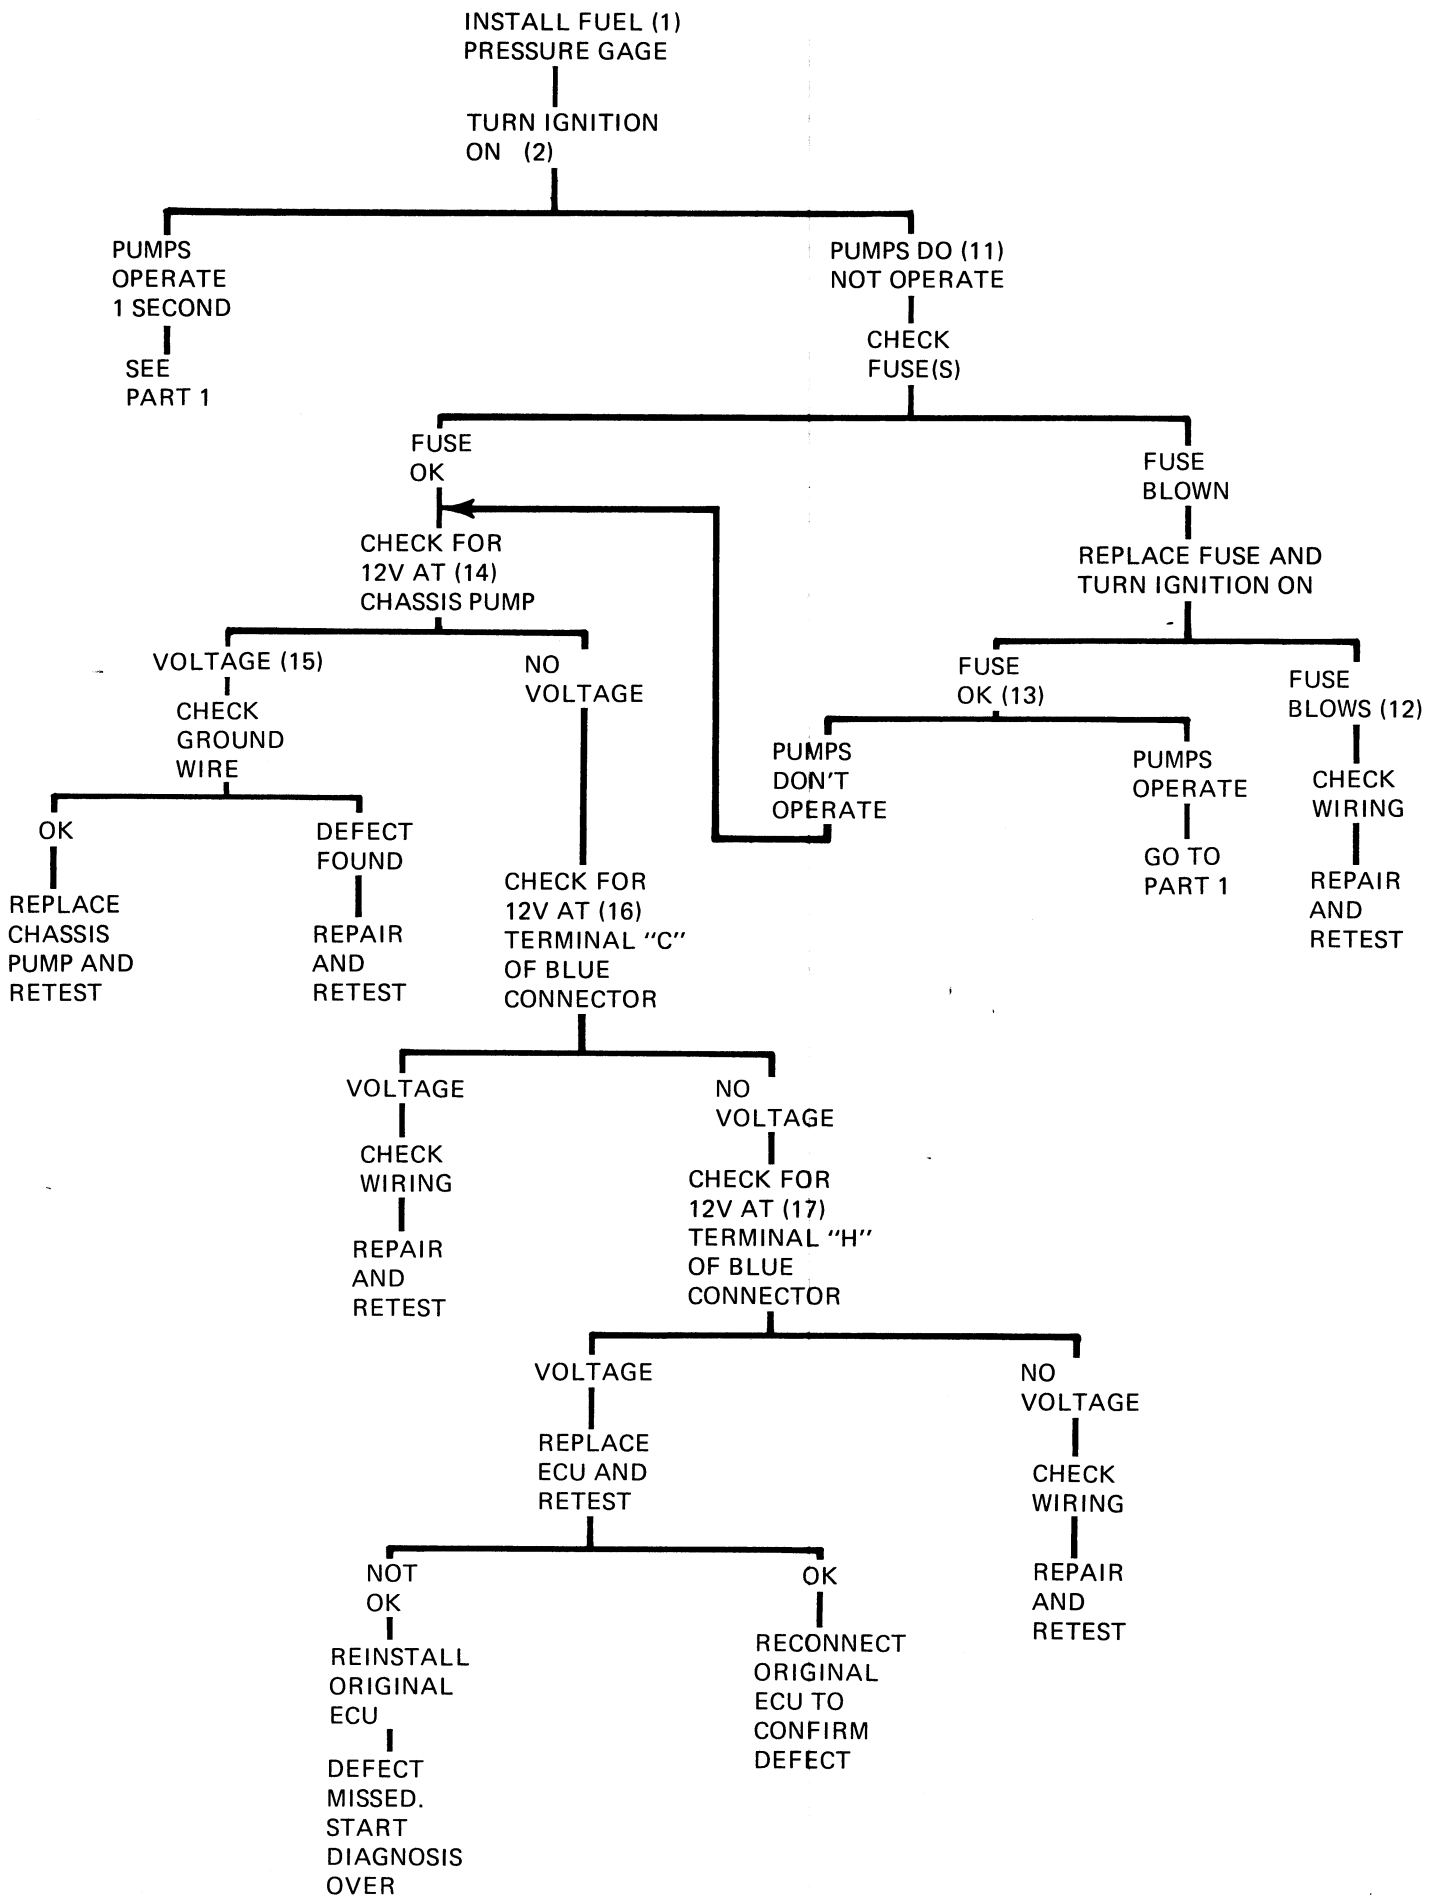 INSTALL FUEL (1)
PRESSURE GAGE
TURN IGNITION
ON (2)
PUMPS
OPERATE
1 SECOND
SEE
PART 1
PUMPS DO (11)
NOT OPERATE
CHECK
FUSE(S)
FUSE
OK
CHECK FOR
12V AT (14)
CHASSIS PUMP
FUSE
BLOWN
REPLACE FUSE AND
TURN IGNITION ON
VOLTAGE (15)
CHECK
GROUND
WIRE
OK
REPLACE
CHASSIS
PUMP AND
RETEST
DEFECT
FOUND
REPAIR
AND
RETEST
NO
VOLTAGE
CHECK FOR
12V AT (16)
TERMINAL "C"
OF BLUE
CONNECTOR
FUSE
OK (13)
PUMPS
DON'T
OPERATE
PUMPS
OPERATE
GO TO
PART 1
FUSE
BLOWS (12)
CHECK
WIRING
REPAIR
AND
RETEST
VOLTAGE
CHECK
WIRING
REPAIR
AND
RETEST
NO
VOLTAGE
CHECK FOR
12V AT (17)
TERMINAL "H"
OF BLUE
CONNECTOR
VOLTAGE
REPLACE
ECU AND
RETEST
NOT
OK
REINSTALL
ORIGINAL
ECU
DEFECT
MISSED.
START
DIAGNOSIS
OVER
OK
RECONNECT
ORIGINAL
ECU TO
CONFIRM
DEFECT
NO
VOLTAGE
CHECK
WIRING
REPAIR
AND
RETEST